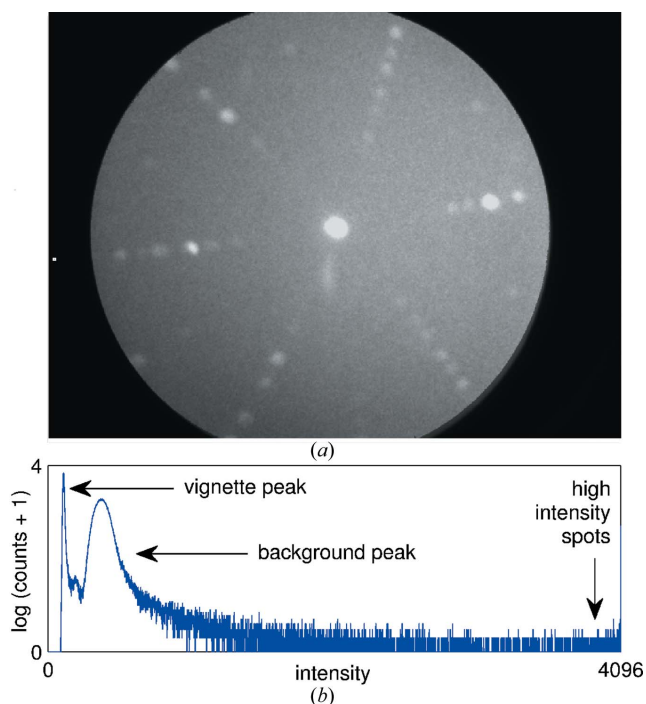 (a)
4
vignette peak
background peak
high
intensity
spots
log (counts + 1)
0
0
intensity
4096
(b)